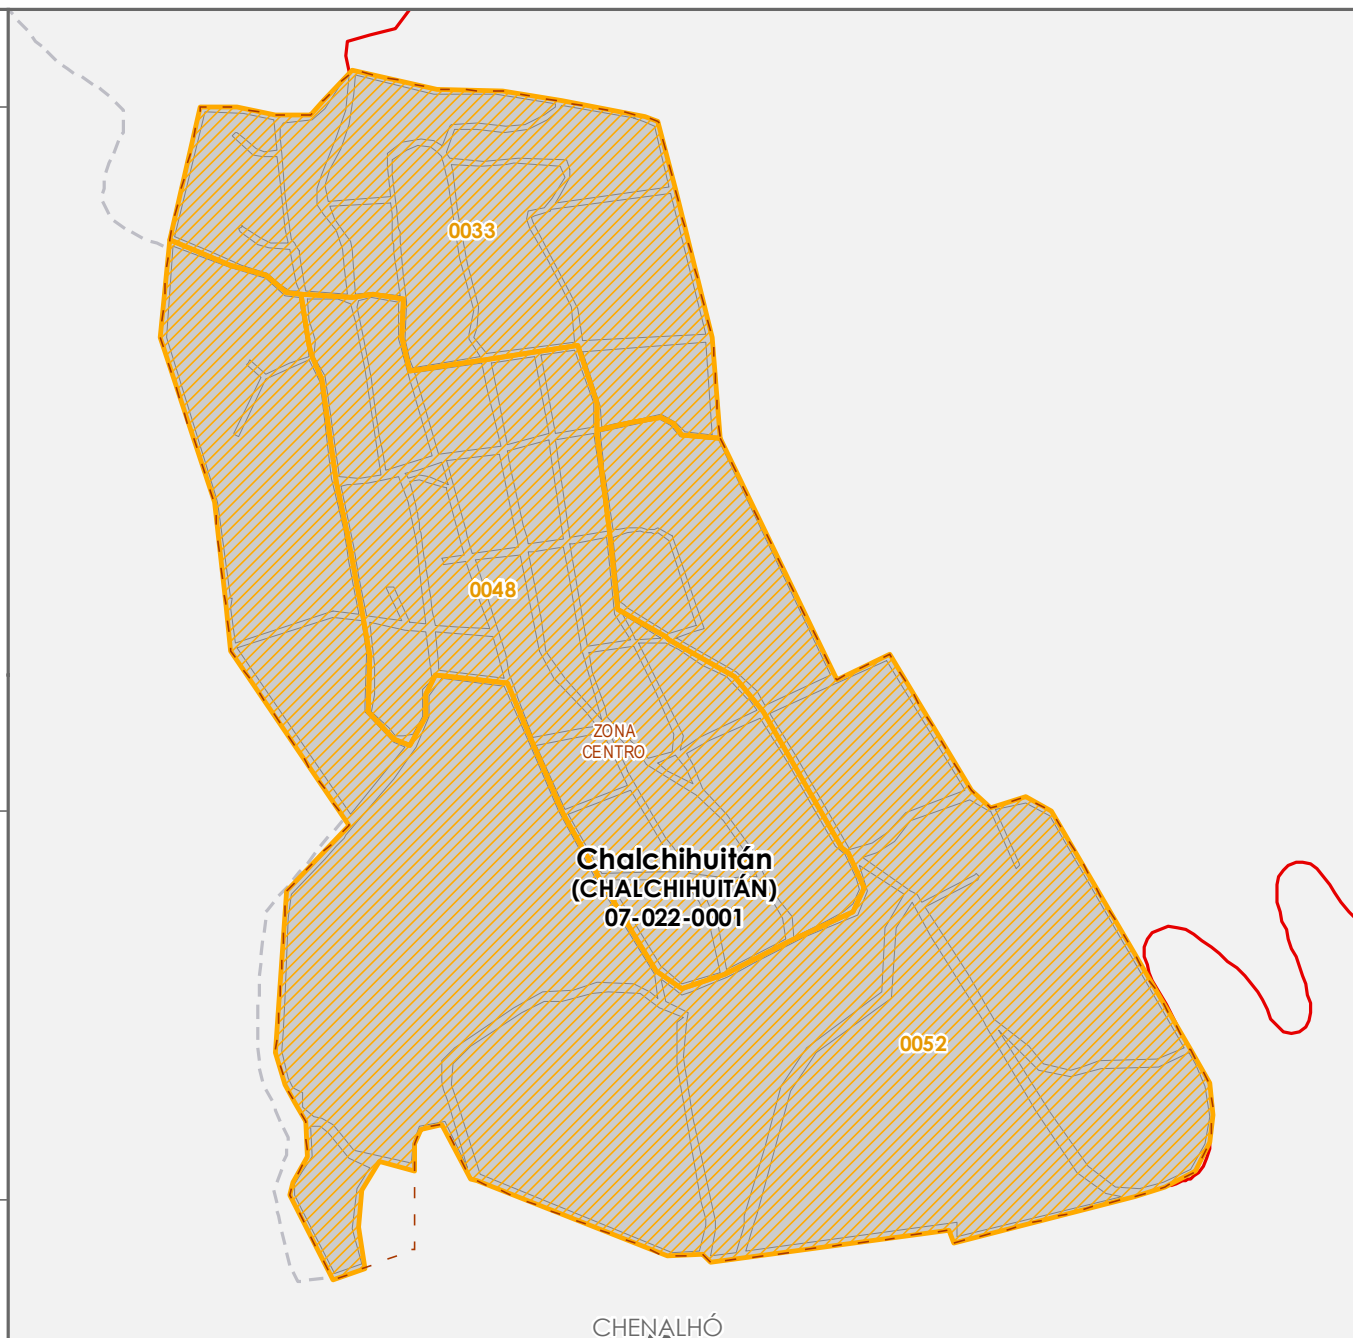 0033
0048
ZONA
CENTRO
Chalchihuitán
(CHALCHIHUITÁN)
07-022-0001
0052
CHENALHÓ